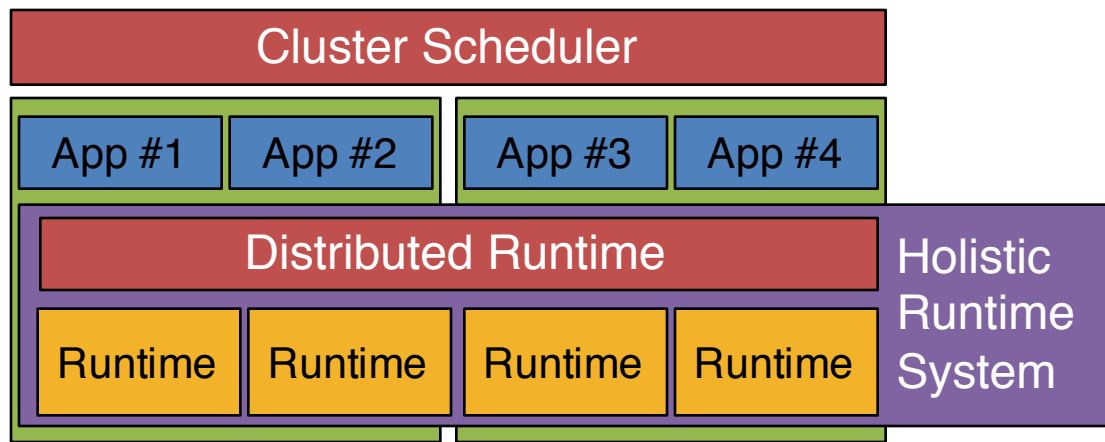 Cluster Scheduler
App #1
App #2
App #3
App #4
Distributed Runtime
Holistic
Runtime
System
Runtime
Runtime
Runtime
Runtime